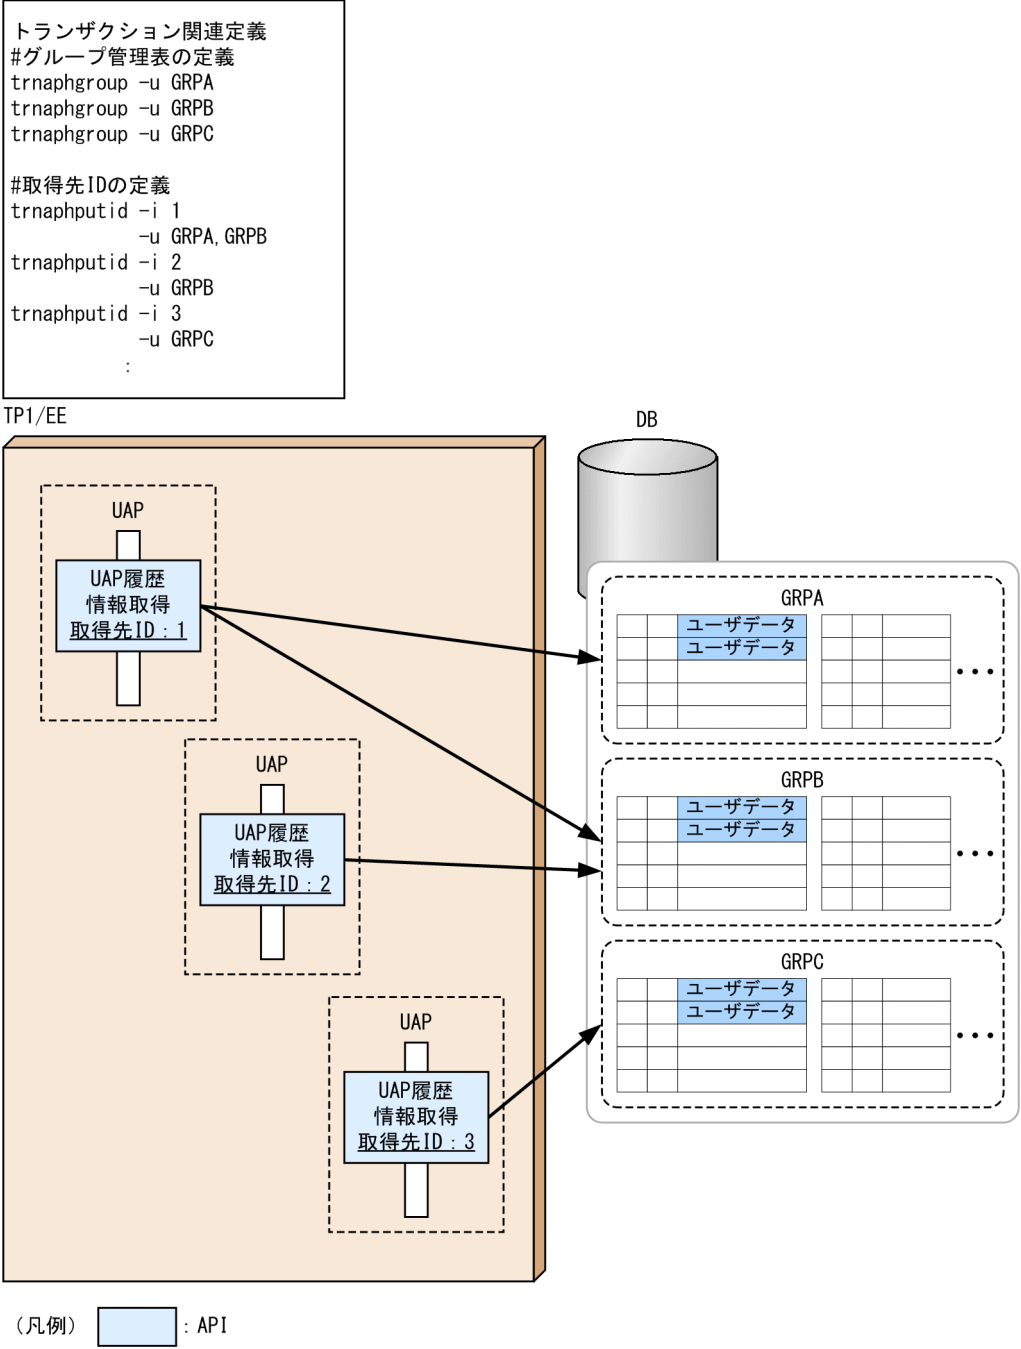 トランザクション関連定義
#グループ管理表の定義
trnaphgroup -u GRPA
trnaphgroup -u GRPB
trnaphgroup -u GRPC
#取得先IDの定義
trnaphputid -i 1
-u GRPA,GRPB
trnaphputid -i 2
-u GRPB
trnaphputid -i 3
-u GRPC
:
TP1/EE
DB
UAP
UAP履歴
情報取得
取得先ID：1
UAP
UAP履歴
情報取得
取得先ID：2
UAP
UAP履歴
情報取得
取得先ID：3
GRPA
ユーザデータ
ユーザデータ
•••
GRPB
ユーザデータ
ユーザデータ
•••
GRPC
ユーザデータ
ユーザデータ
•••
（凡例） ：API